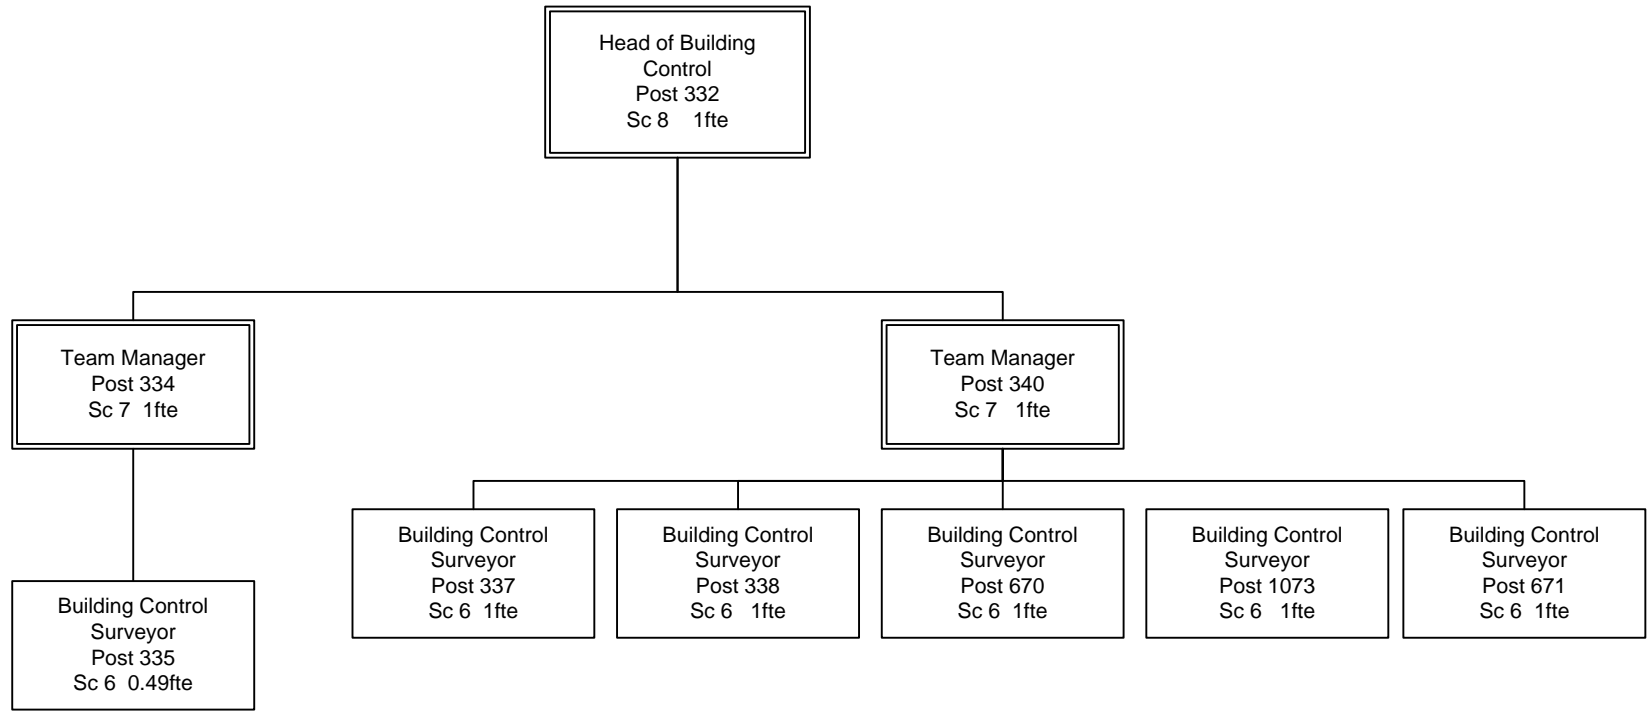 Head of Building
Control
Post 332
Sc 8    1fte
Team Manager
Post 334
Sc 7  1fte
Team Manager
Post 340
Sc 7   1fte
Building Control
Surveyor
Post 337
Sc 6  1fte
Building Control
Surveyor
Post 338
Sc 6   1fte
Building Control
Surveyor
Post 670
Sc 6  1fte
Building Control
Surveyor
Post 1073
Sc 6   1fte
Building Control
Surveyor
Post 671
Sc 6  1fte
Building Control
Surveyor
Post 335
Sc 6  0.49fte